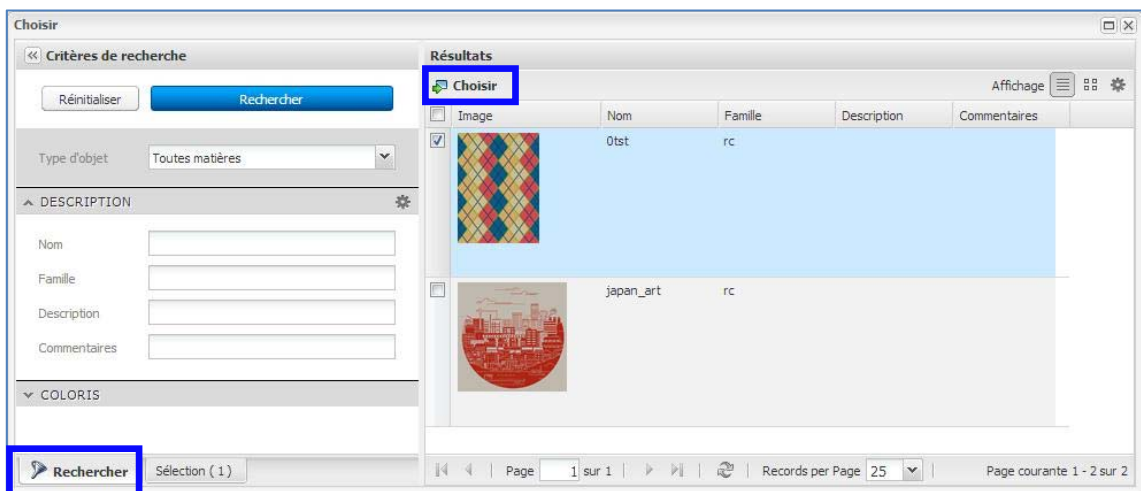 Choisir
Critères de recherche
Réinitialiser
Rechercher
Type d'objet
Toutes matières
DESCRIPTION
Nom
Famille
Description
Commentaires
COLORIS
Rechercher
Sélection ( 1 )
Résultats
Choisir
Affichage
Image Nom Famille Description Commentaires
0tst rc
japan_art rc
Page 1 sur 1 Records per Page 25 Page courante 1 - 2 sur 2